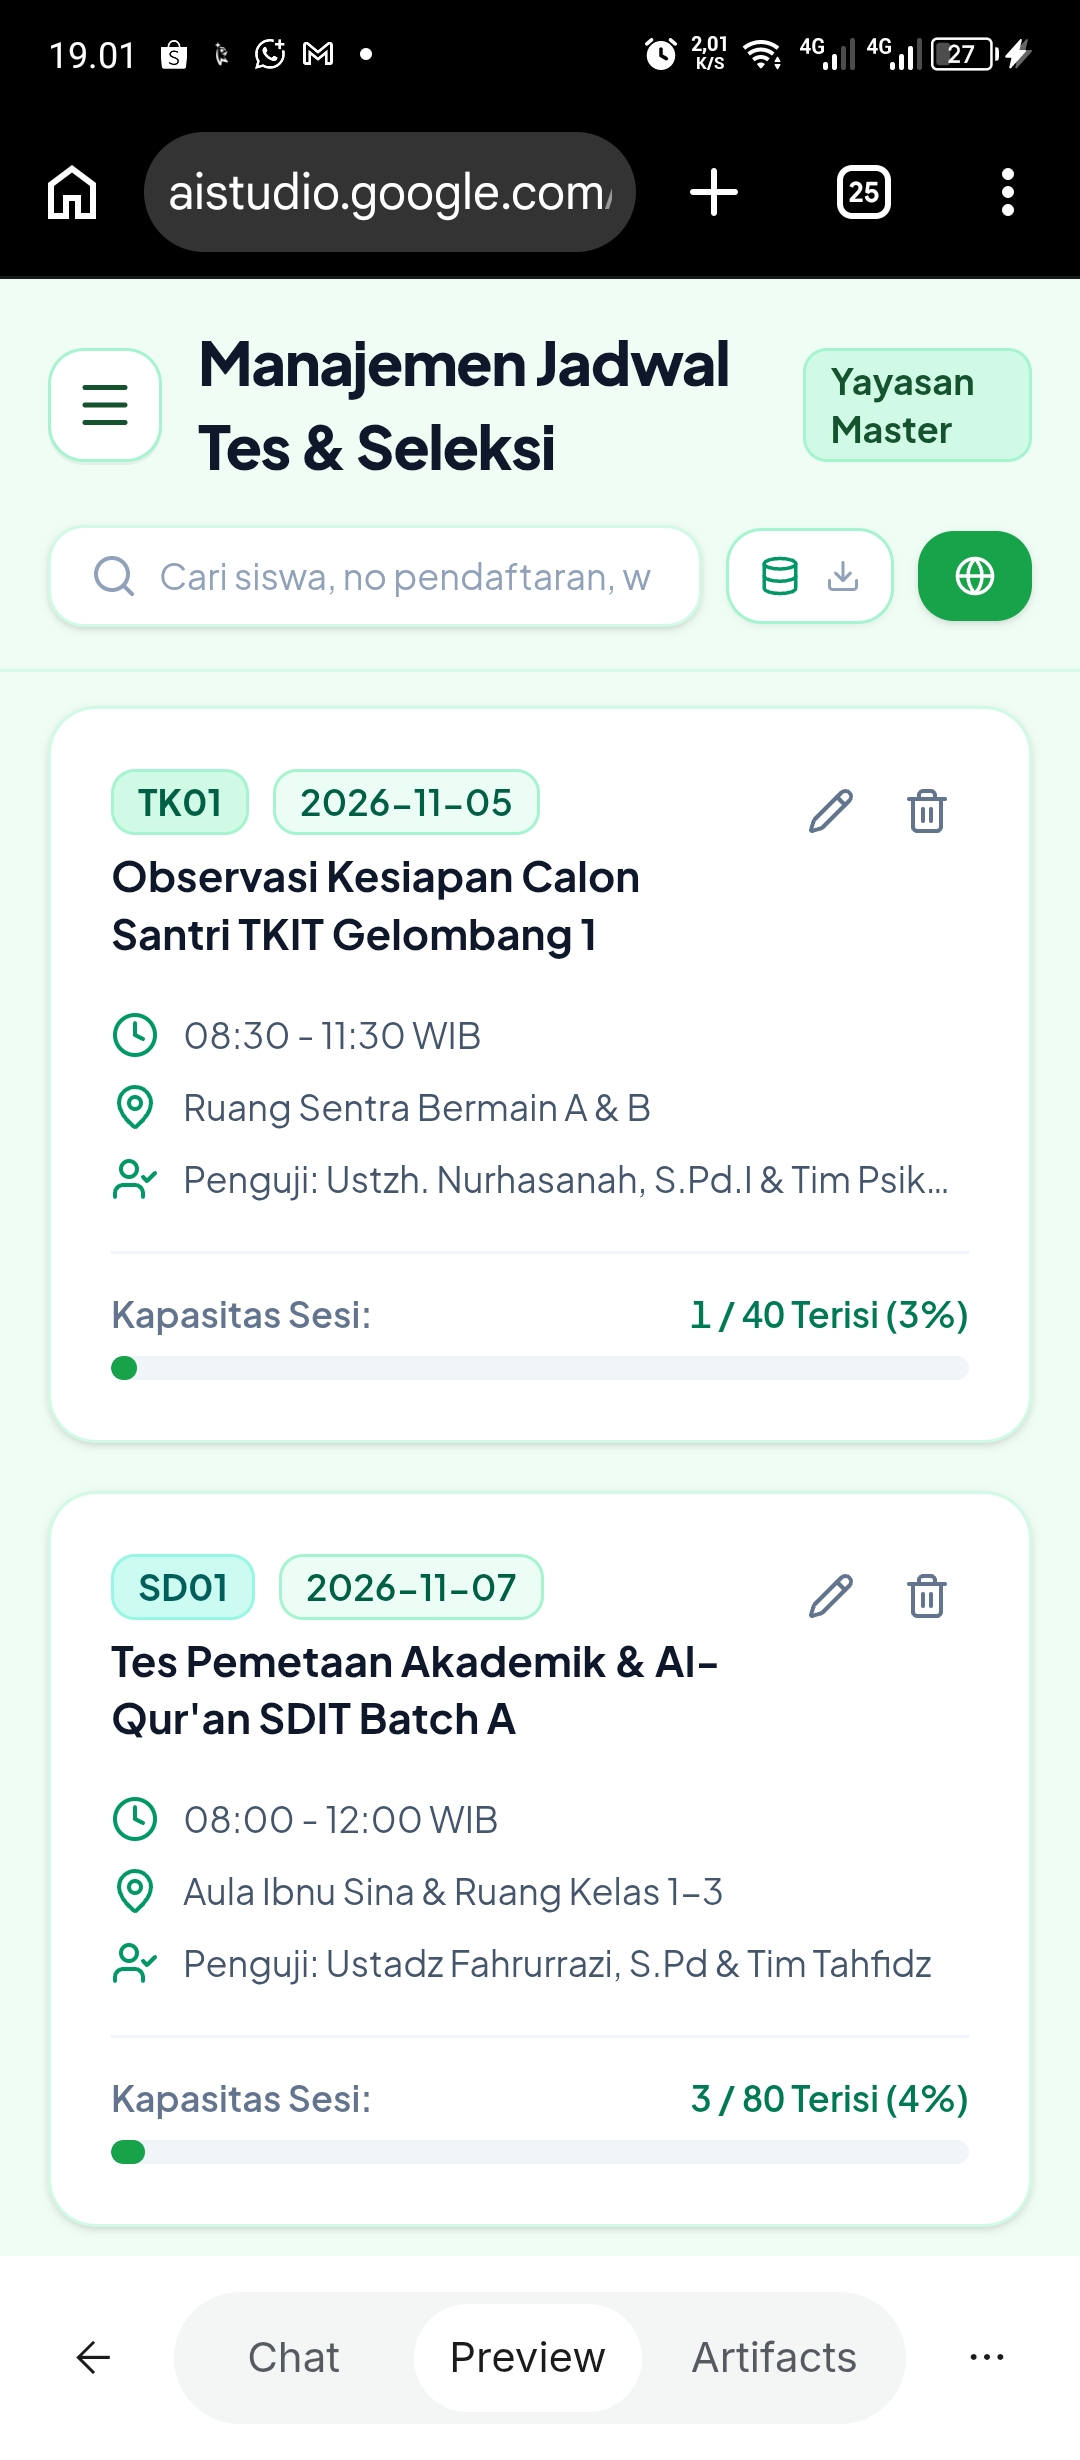 19.01
2,01
K/S
4G
4G
27
aistudio.google.com/
25
Manajemen Jadwal
Tes & Seleksi
Yayasan
Master
Cari siswa, no pendaftaran, w
TK01
2026-11-05
Observasi Kesiapan Calon
Santri TKIT Gelombang 1
08:30 - 11:30 WIB
Ruang Sentra Bermain A & B
Penguji: Ustzh. Nurhasanah, S.Pd.I & Tim Psik...
Kapasitas Sesi:
1 / 40 Terisi (3%)
SD01
2026-11-07
Tes Pemetaan Akademik & Al-
Qur'an SDIT Batch A
08:00 - 12:00 WIB
Aula Ibnu Sina & Ruang Kelas 1-3
Penguji: Ustadz Fahrurrazi, S.Pd & Tim Tahfidz
Kapasitas Sesi:
3 / 80 Terisi (4%)
Chat
Preview
Artifacts